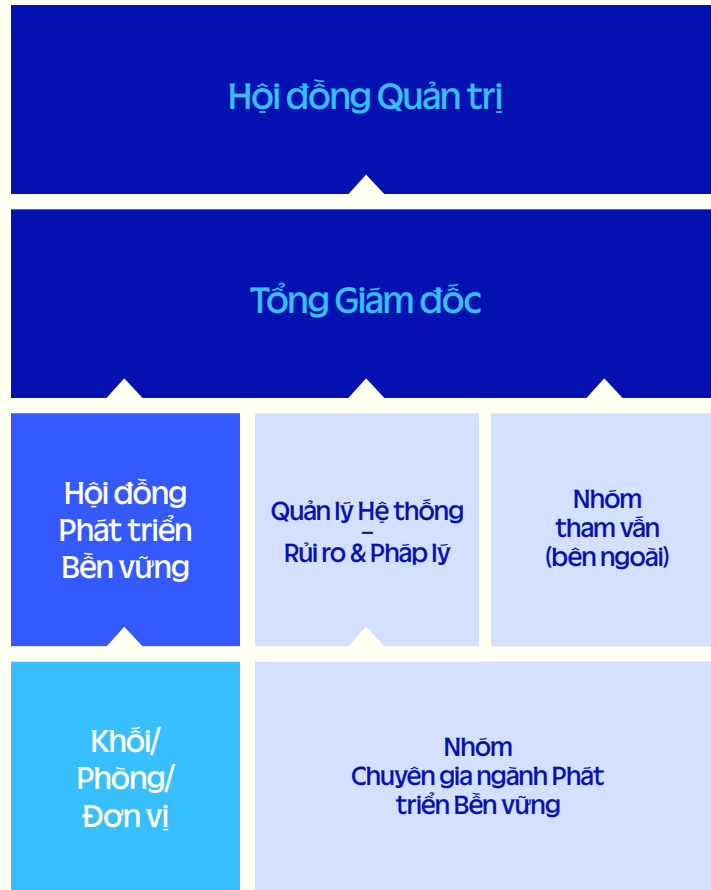 Hội đồng Quản trị
Tổng Giám đốc
Hội đồng
Phát triển
Bền vững
Quản lý Hệ thống
–
Rủi ro & Pháp lý
Nhóm
tham vấn
(bên ngoài)
Khối/
Phòng/
Đơn vị
Nhóm
Chuyên gia ngành Phát
triển Bền vững